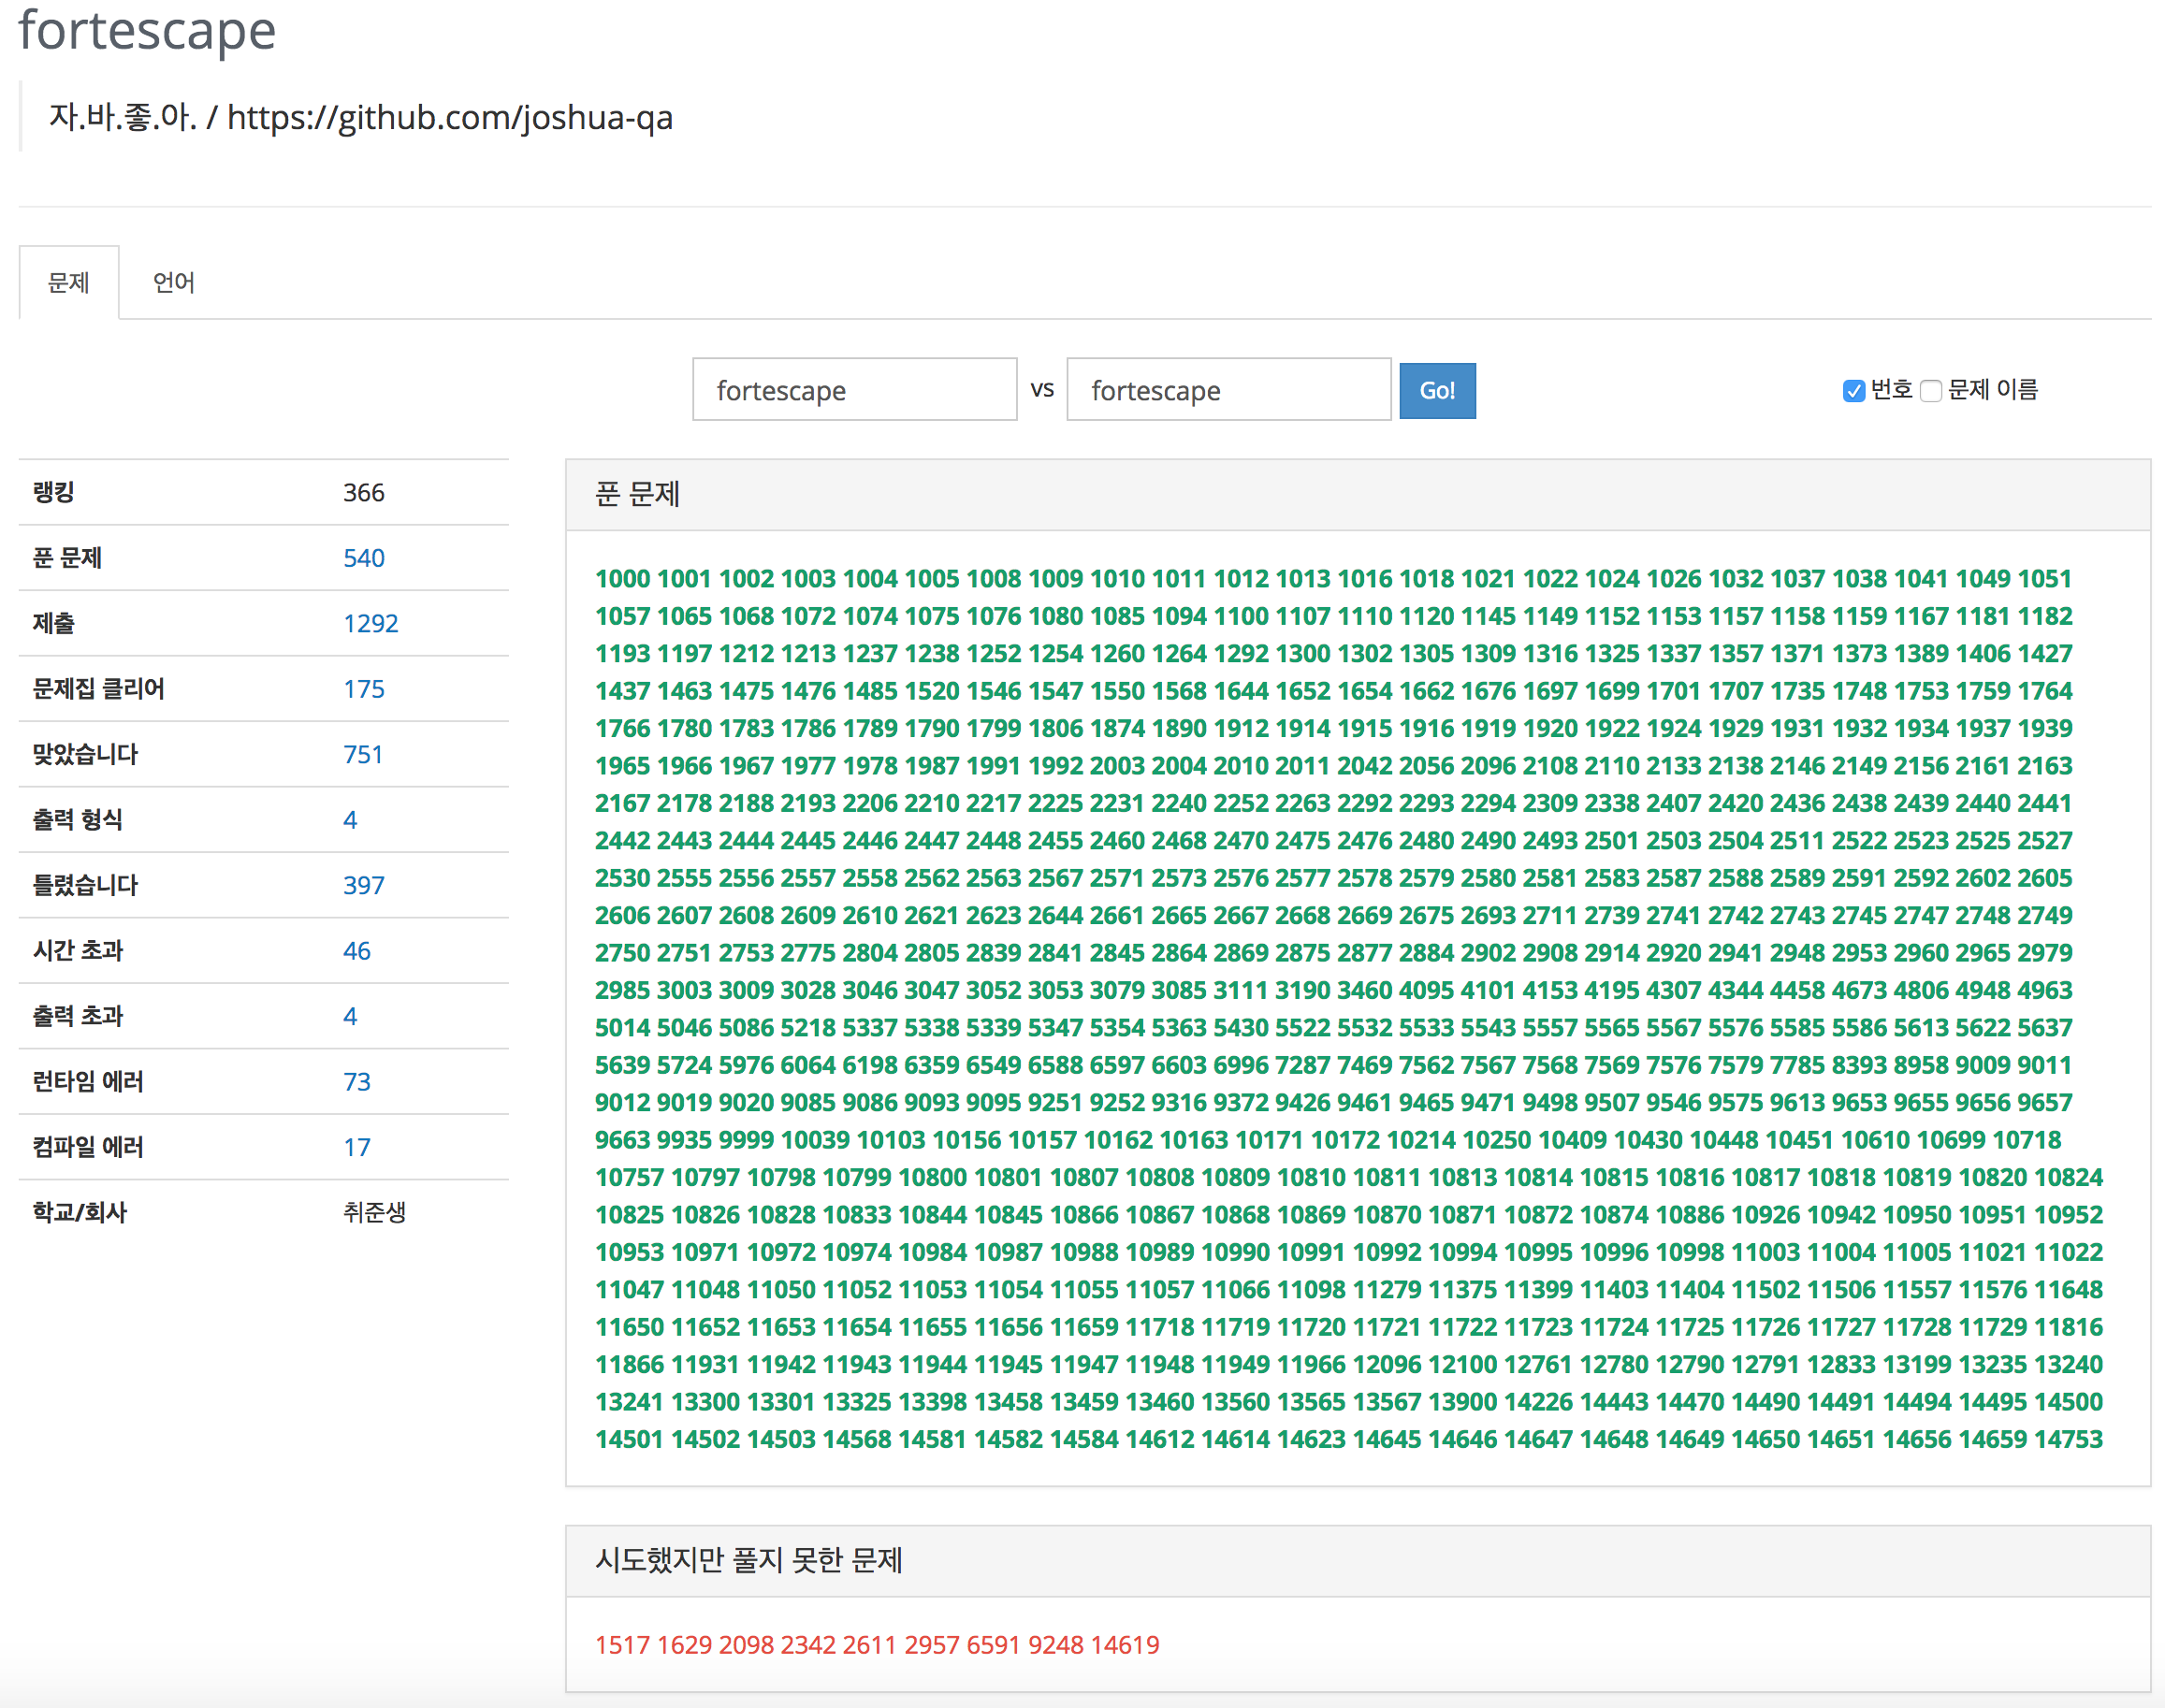 fortescape
자.바.좋.아. / https://github.com/joshua-qa
문제 언어
fortescape vs fortescape Go! 번호 문제 이름
랭킹 366
푼 문제 540
제출 1292
문제집 클리어 175
맞았습니다 751
출력 형식 4
틀렸습니다 397
시간 초과 46
출력 초과 4
런타임 에러 73
컴파일 에러 17
학교/회사 취준생
푼 문제
1000 1001 1002 1003 1004 1005 1008 1009 1010 1011 1012 1013 1016 1018 1021 1022 1024 1026 1032 1037 1038 1041 1049 1051
1057 1065 1068 1072 1074 1075 1076 1080 1085 1094 1100 1107 1110 1120 1145 1149 1152 1153 1157 1158 1159 1167 1181 1182
1193 1197 1212 1213 1237 1238 1252 1254 1260 1264 1292 1300 1302 1305 1309 1316 1325 1337 1357 1371 1373 1389 1406 1427
1437 1463 1475 1476 1485 1520 1546 1547 1550 1568 1644 1652 1654 1662 1676 1697 1699 1701 1707 1735 1748 1753 1759 1764
1766 1780 1783 1786 1789 1790 1799 1806 1874 1890 1912 1914 1915 1916 1919 1920 1922 1924 1929 1931 1932 1934 1937 1939
1965 1966 1967 1977 1978 1987 1991 1992 2003 2004 2010 2011 2042 2056 2096 2108 2110 2133 2138 2146 2149 2156 2161 2163
2167 2178 2188 2193 2206 2210 2217 2225 2231 2240 2252 2263 2292 2293 2294 2309 2338 2407 2420 2436 2438 2439 2440 2441
2442 2443 2444 2445 2446 2447 2448 2455 2460 2468 2470 2475 2476 2480 2490 2493 2501 2503 2504 2511 2522 2523 2525 2527
2530 2555 2556 2557 2558 2562 2563 2567 2571 2573 2576 2577 2578 2579 2580 2581 2583 2587 2588 2589 2591 2592 2602 2605
2606 2607 2608 2609 2610 2621 2623 2644 2661 2665 2667 2668 2669 2675 2693 2711 2739 2741 2742 2743 2745 2747 2748 2749
2750 2751 2753 2775 2804 2805 2839 2841 2845 2864 2869 2875 2877 2884 2902 2908 2914 2920 2941 2948 2953 2960 2965 2979
2985 3003 3009 3028 3046 3047 3052 3053 3079 3085 3111 3190 3460 4095 4101 4153 4195 4307 4344 4458 4673 4806 4948 4963
5014 5046 5086 5218 5337 5338 5339 5347 5354 5363 5430 5522 5532 5533 5543 5557 5565 5567 5576 5585 5586 5613 5622 5637
5639 5724 5976 6064 6198 6359 6549 6588 6597 6603 6996 7287 7469 7562 7567 7568 7569 7576 7579 7785 8393 8958 9009 9011
9012 9019 9020 9085 9086 9093 9095 9251 9252 9316 9372 9426 9461 9465 9471 9498 9507 9546 9575 9613 9653 9655 9656 9657
9663 9935 9999 10039 10103 10156 10157 10162 10163 10171 10172 10214 10250 10409 10430 10448 10451 10610 10699 10718
10757 10797 10798 10799 10800 10801 10807 10808 10809 10810 10811 10813 10814 10815 10816 10817 10818 10819 10820 10824
10825 10826 10828 10833 10844 10845 10866 10867 10868 10869 10870 10871 10872 10874 10886 10926 10942 10950 10951 10952
10953 10971 10972 10974 10984 10987 10988 10989 10990 10991 10992 10994 10995 10996 10998 11003 11004 11005 11021 11022
11047 11048 11050 11052 11053 11054 11055 11057 11066 11098 11279 11375 11399 11403 11404 11502 11506 11557 11576 11648
11650 11652 11653 11654 11655 11656 11659 11718 11719 11720 11721 11722 11723 11724 11725 11726 11727 11728 11729 11816
11866 11931 11942 11943 11944 11945 11947 11948 11949 11966 12096 12100 12761 12780 12790 12791 12833 13199 13235 13240
13241 13300 13301 13325 13398 13458 13459 13460 13560 13565 13567 13900 14226 14443 14470 14490 14491 14494 14495 14500
14501 14502 14503 14568 14581 14582 14584 14612 14614 14623 14645 14646 14647 14648 14649 14650 14651 14656 14659 14753
시도했지만 풀지 못한 문제
1517 1629 2098 2342 2611 2957 6591 9248 14619